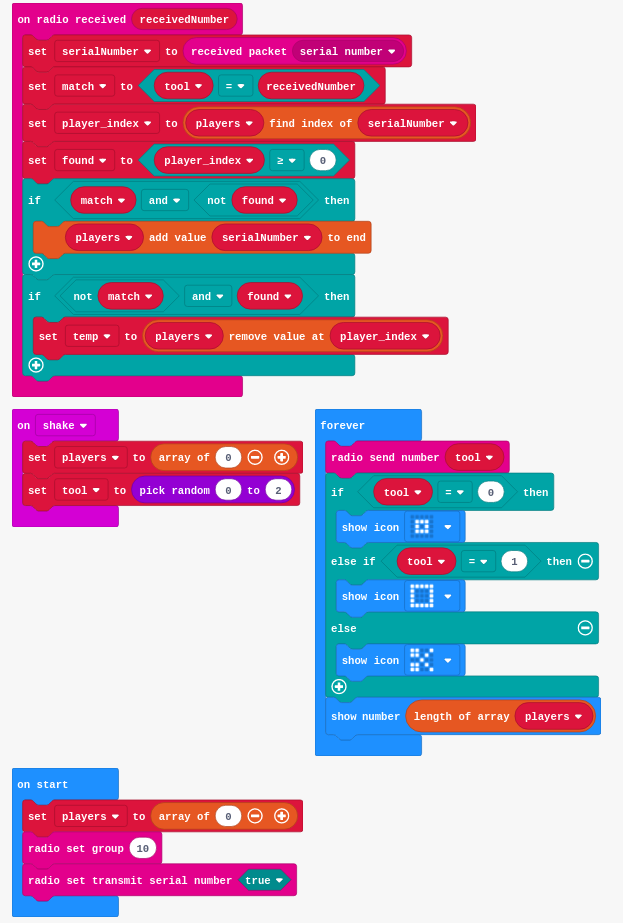 on radio received receivedNumber
set serialNumber to received packet serial number
set match to tool = receivedNumber
set player_index to players find index of serialNumber
set found to player_index ≥ 0
if match and not found then
players add value serialNumber to end
if not match and found then
set temp to players remove value at player_index
on shake
set players to array of 0
set tool to pick random 0 to 2
forever
radio send number tool
if tool = 0 then
show icon
else if tool = 1 then
show icon
else
show icon
show number length of array players
on start
set players to array of 0
radio set group 10
radio set transmit serial number true